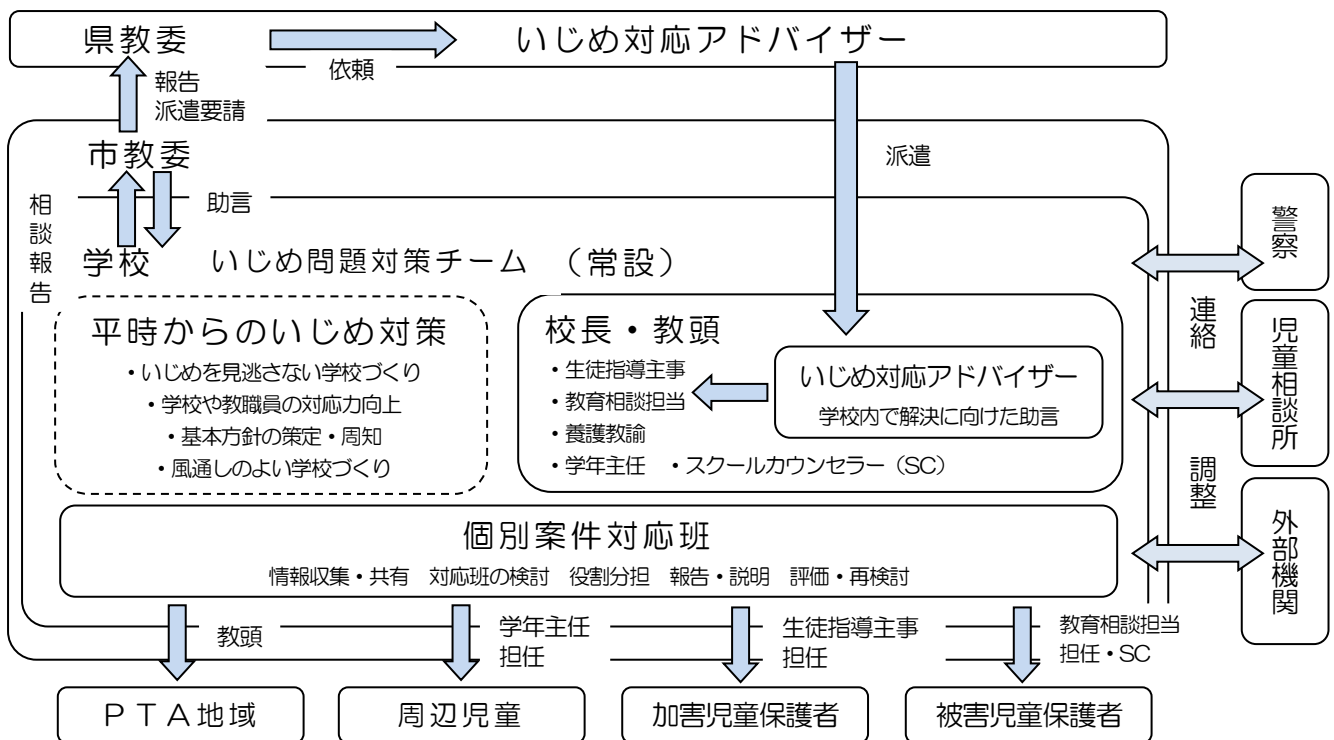 県教委
いじめ対応アドバイザー
依頼
報告
派遣要請
市教委
派遣
助言
相談報告
学校
いじめ問題対策チーム
（常設）
平時からのいじめ対策
・いじめを見逃さない学校づくり
・学校や教職員の対応力向上
・基本方針の策定・周知
・風通しのよい学校づくり
校長・教頭
・生徒指導主事
・教育相談担当
・養護教諭
・学年主任　・スクールカウンセラー（SC）
いじめ対応アドバイザー
学校内で解決に向けた助言
警察
連絡
児童相談所
調整
外部機関
個別案件対応班
情報収集・共有　対応班の検討　役割分担　報告・説明　評価・再検討
教頭
学年主任
担任
生徒指導主事
担任
教育相談担当
担任・SC
ＰＴＡ地域
周辺児童
加害児童保護者
被害児童保護者